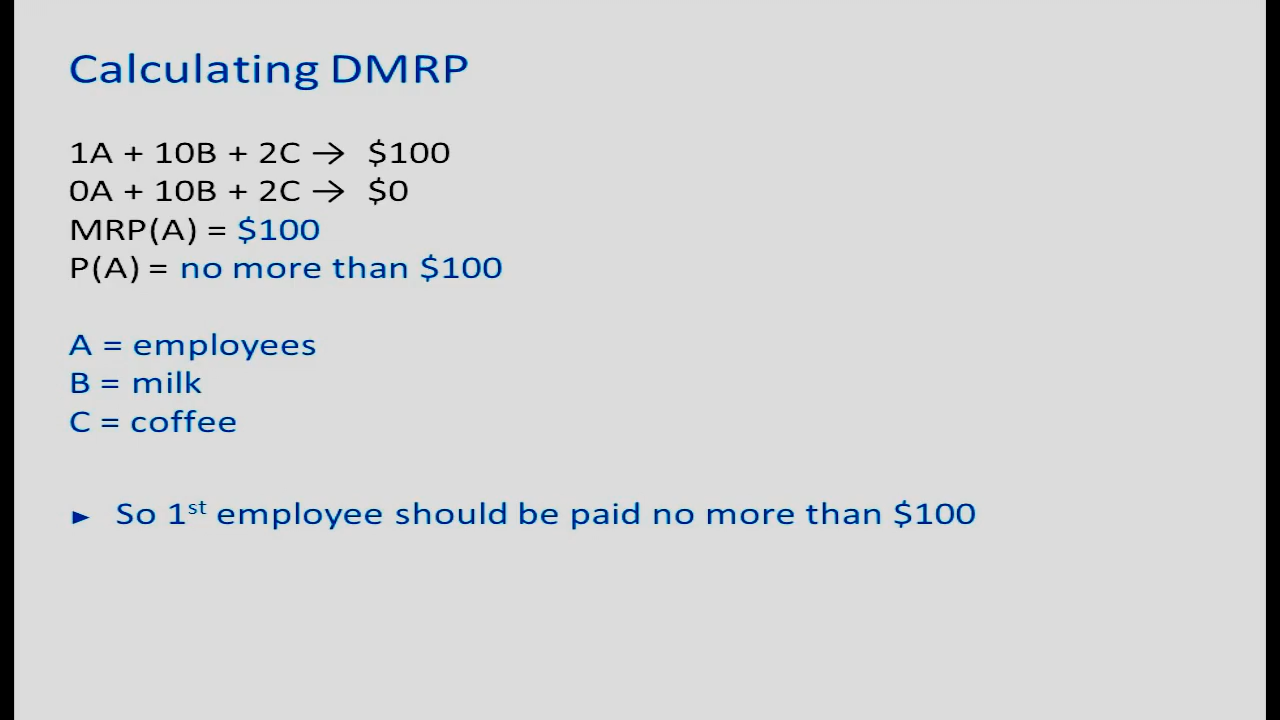 Calculating DMRP
1A + 10B + 2C → $100
0A + 10B + 2C → $0
MRP(A) = $100
P(A) = no more than $100
A = employees
B = milk
C = coffee
► So 1st employee should be paid no more than $100